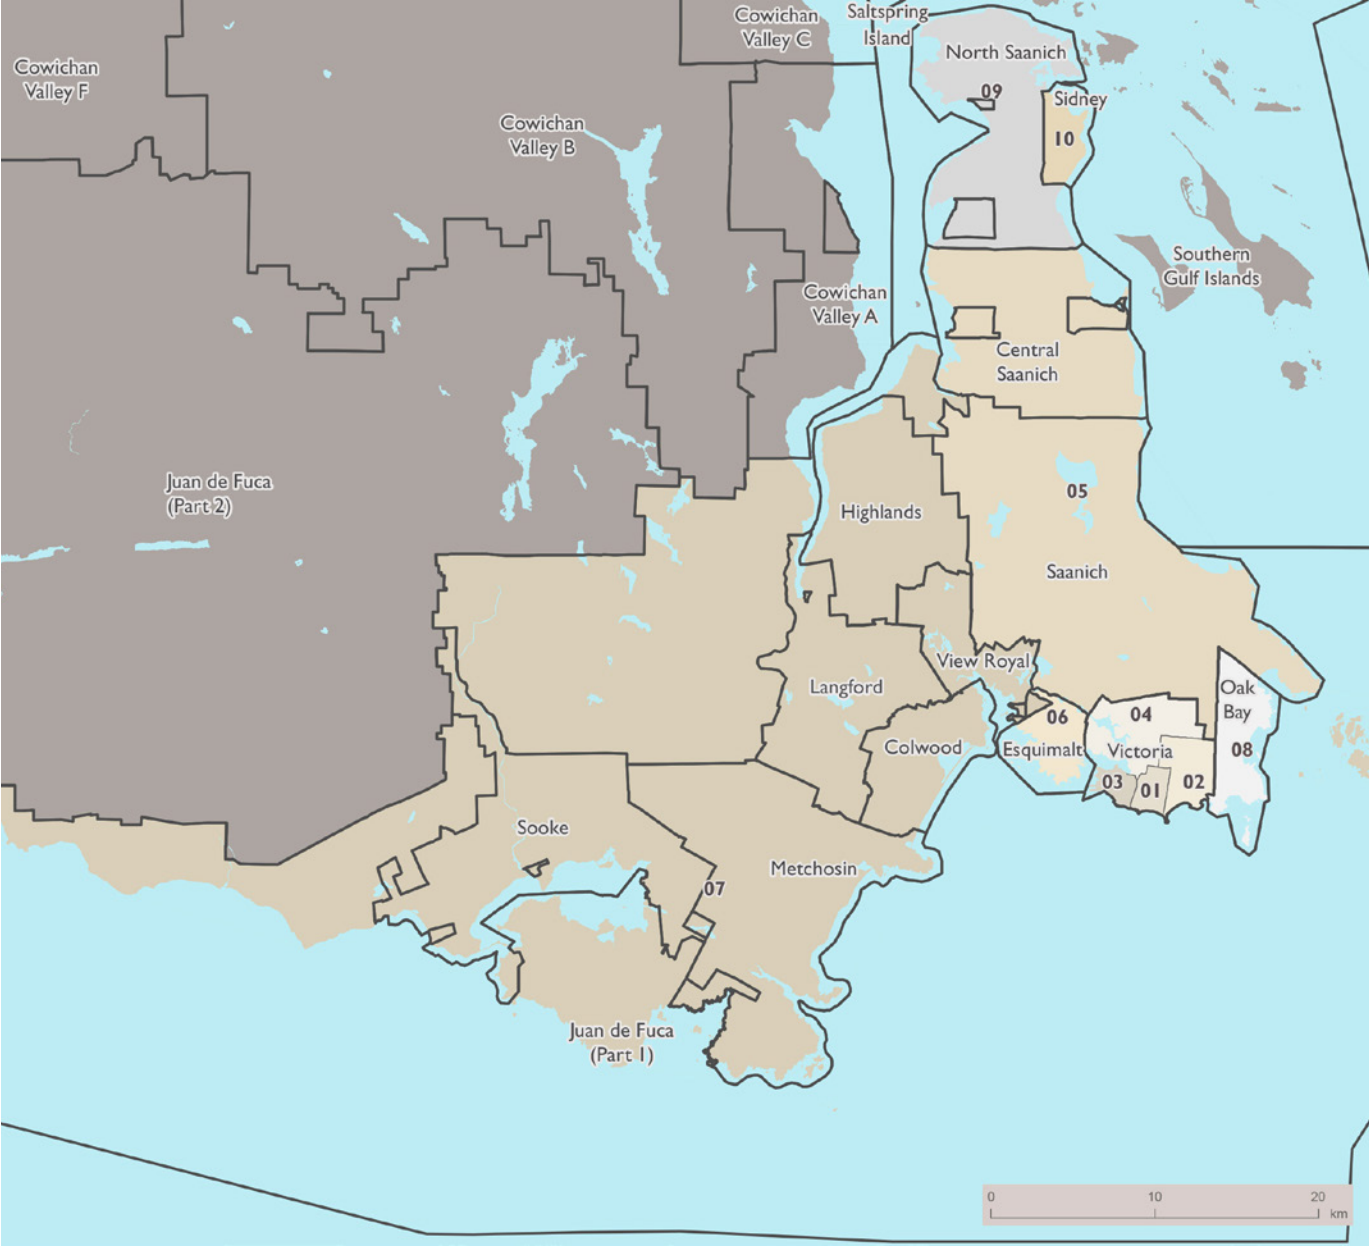 Cowichan
Valley C
Saltspring
Island
North Saanich
Cowichan
Valley F
09
Sidney
10
Cowichan
Valley B
Southern
Gulf Islands
Cowichan
Valley A
Central
Saanich
Juan de Fuca
(Part 2)
05
Highlands
Saanich
View Royal
Langford
Oak
Bay
06
04
Colwood
Esquimalt
Victoria
08
03
01
02
Sooke
Metchosin
07
Juan de Fuca
(Part 1)
0 10 20
km